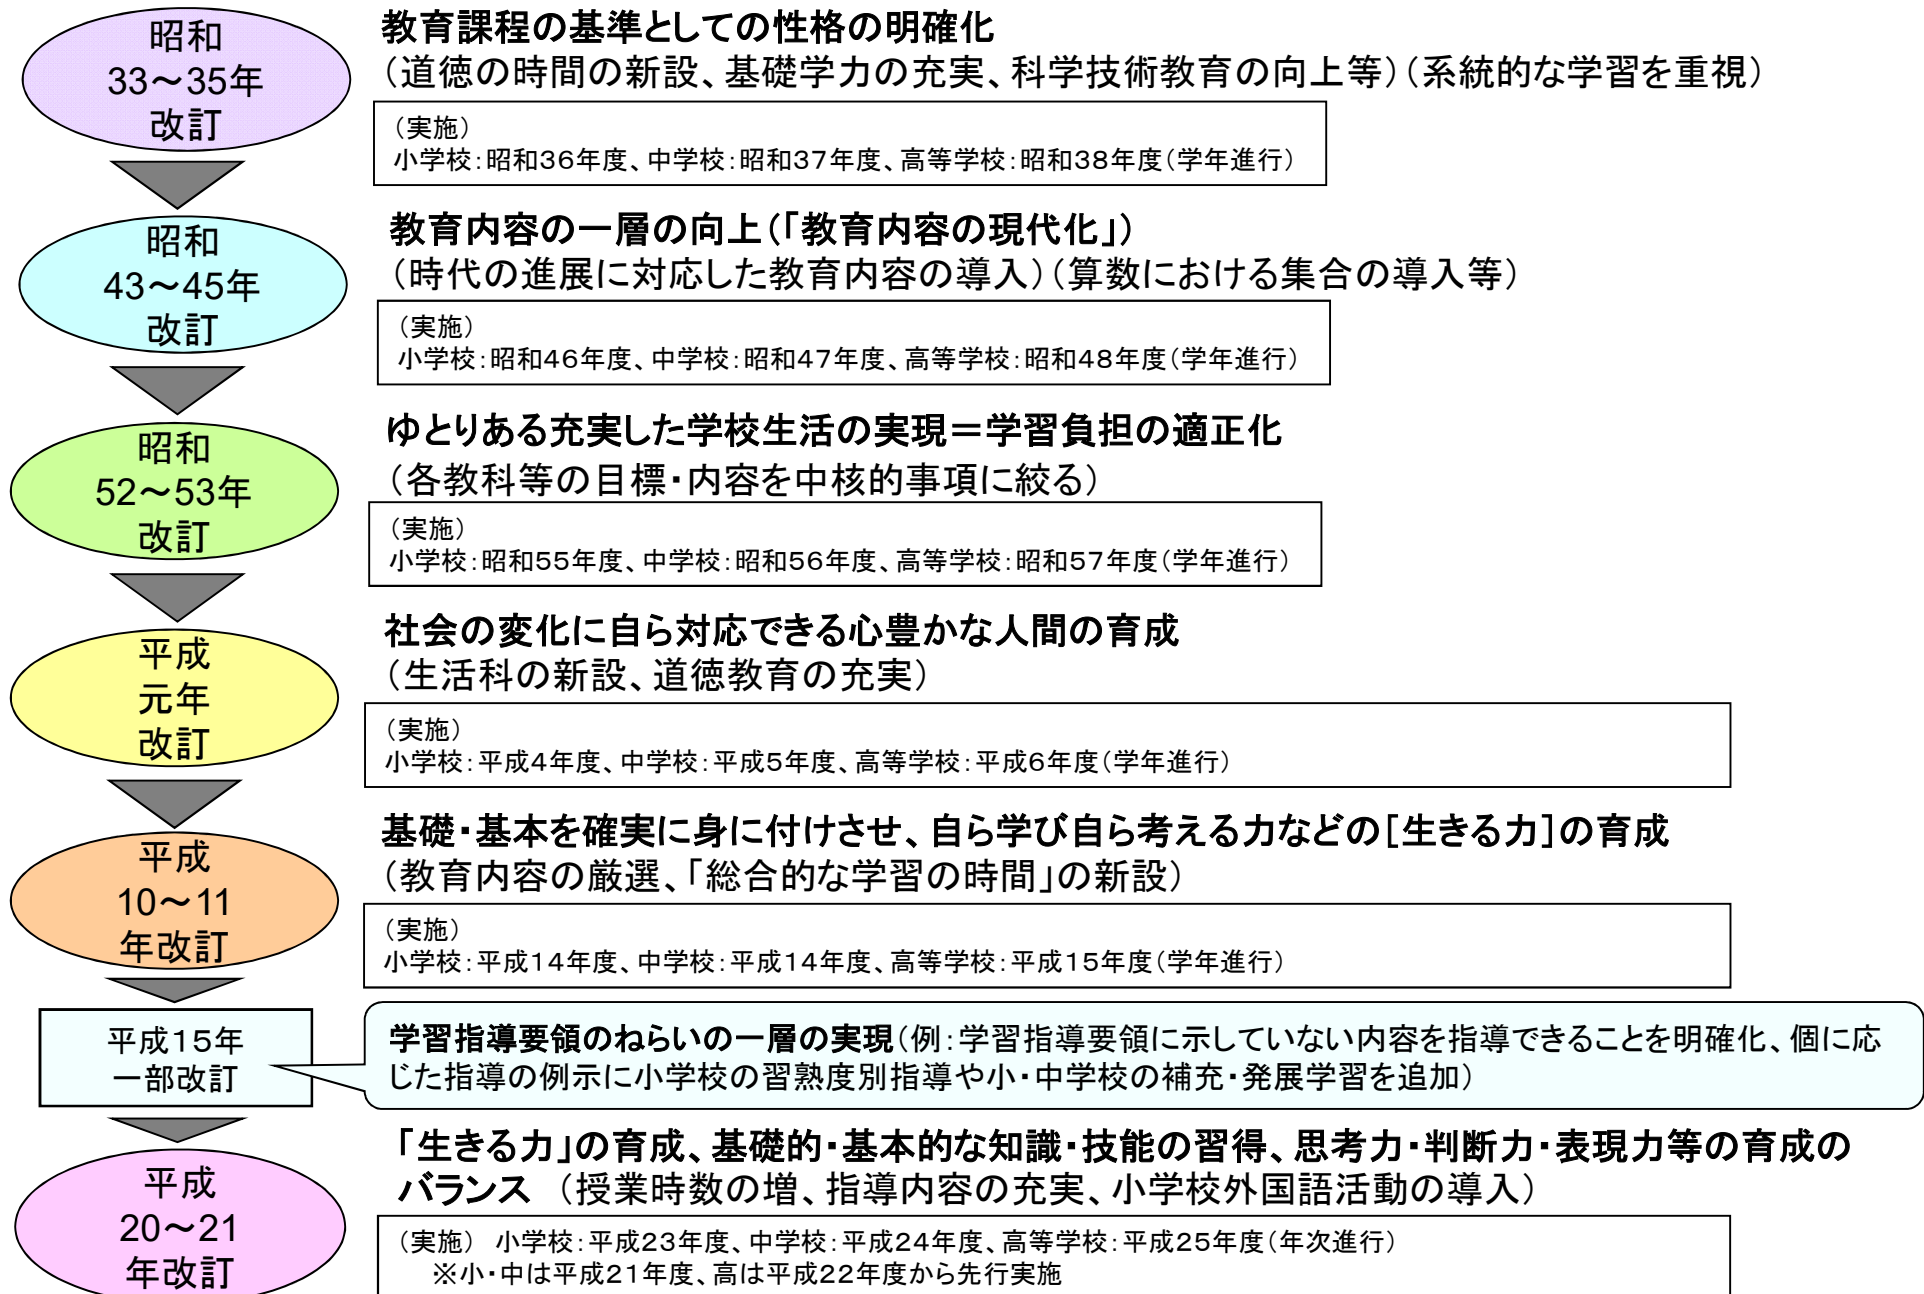 昭和
33～35年
改訂
教育課程の基準としての性格の明確化
（道徳の時間の新設、基礎学力の充実、科学技術教育の向上等）（系統的な学習を重視）
（実施）
小学校：昭和３６年度、中学校：昭和３７年度、高等学校：昭和３８年度（学年進行）
昭和
43～45年
改訂
教育内容の一層の向上（「教育内容の現代化」）
（時代の進展に対応した教育内容の導入）（算数における集合の導入等）
（実施）
小学校：昭和４６年度、中学校：昭和４７年度、高等学校：昭和４８年度（学年進行）
昭和
52～53年
改訂
ゆとりある充実した学校生活の実現＝学習負担の適正化
（各教科等の目標・内容を中核的事項に絞る）
（実施）
小学校：昭和５５年度、中学校：昭和５６年度、高等学校：昭和５７年度（学年進行）
平成
元年
改訂
社会の変化に自ら対応できる心豊かな人間の育成
（生活科の新設、道徳教育の充実）
（実施）
小学校：平成４年度、中学校：平成５年度、高等学校：平成６年度（学年進行）
平成
10～11
年改訂
基礎・基本を確実に身に付けさせ、自ら学び自ら考える力などの［生きる力］の育成
（教育内容の厳選、「総合的な学習の時間」の新設）
（実施）
小学校：平成１４年度、中学校：平成１４年度、高等学校：平成１５年度（学年進行）
平成１５年
一部改訂
学習指導要領のねらいの一層の実現（例：学習指導要領に示していない内容を指導できることを明確化、個に応
じた指導の例示に小学校の習熟度別指導や小・中学校の補充・発展学習を追加）
平成
20～21
年改訂
「生きる力」の育成、基礎的・基本的な知識・技能の習得、思考力・判断力・表現力等の育成の
バランス　（授業時数の増、指導内容の充実、小学校外国語活動の導入）
（実施）　小学校：平成２３年度、中学校：平成２４年度、高等学校：平成２５年度（年次進行）
※小・中は平成２１年度、高は平成２２年度から先行実施